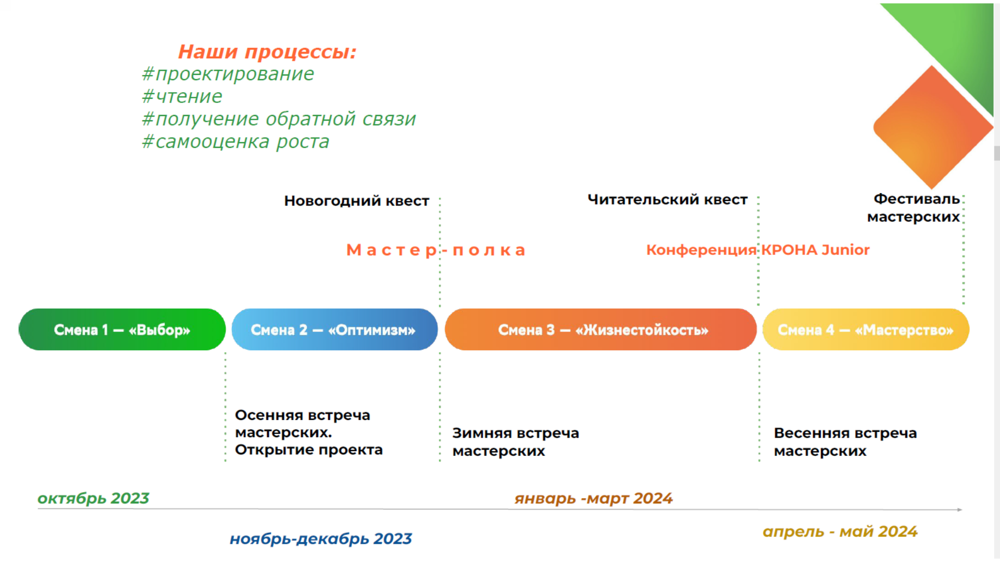 Наши процессы:
#проектирование
#чтение
#получение обратной связи
#самооценка роста
Новогодний квест
Читательский квест
Фестиваль
мастерских
Мастер-полка
Конференция КРОНА Junior
Смена 1 — «Выбор»
Смена 2 — «Оптимизм»
Смена 3 — «Жизнестойкость»
Смена 4 — «Мастерство»
Осенняя встреча
мастерских.
Открытие проекта
Зимняя встреча
мастерских
Весенняя встреча
мастерских
октябрь 2023
январь -март 2024
ноябрь-декабрь 2023
апрель - май 2024